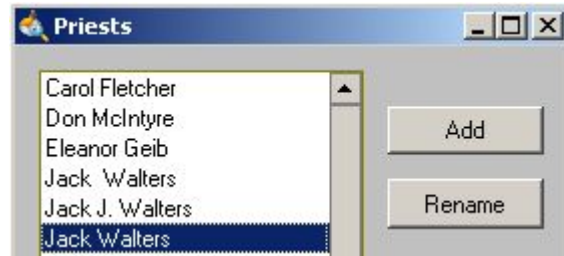 Priests
Carol Fletcher
Don McIntyre
Eleanor Geib
Jack  Walters
Jack J. Walters
Jack Walters
Add
Rename